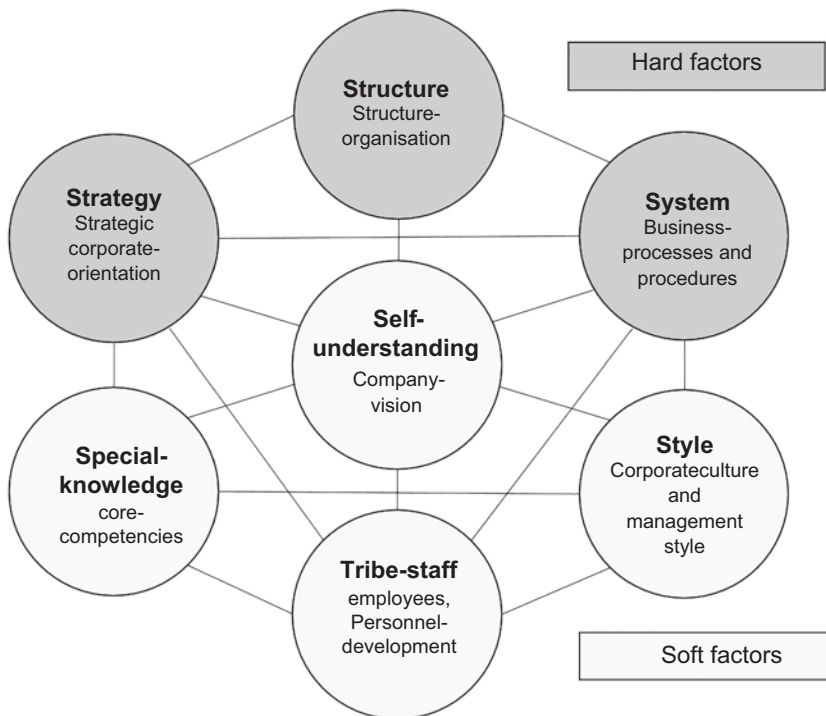 Hard factors
Structure
Structure-
organisation
Strategy
Strategic
corporate-
orientation
System
Business-
processes and
procedures
Self-
understanding
Company-
vision
Special-
knowledge
core-
competencies
Style
Corporateculture
and
management
style
Tribe-staff
employees,
Personnel-
development
Soft factors